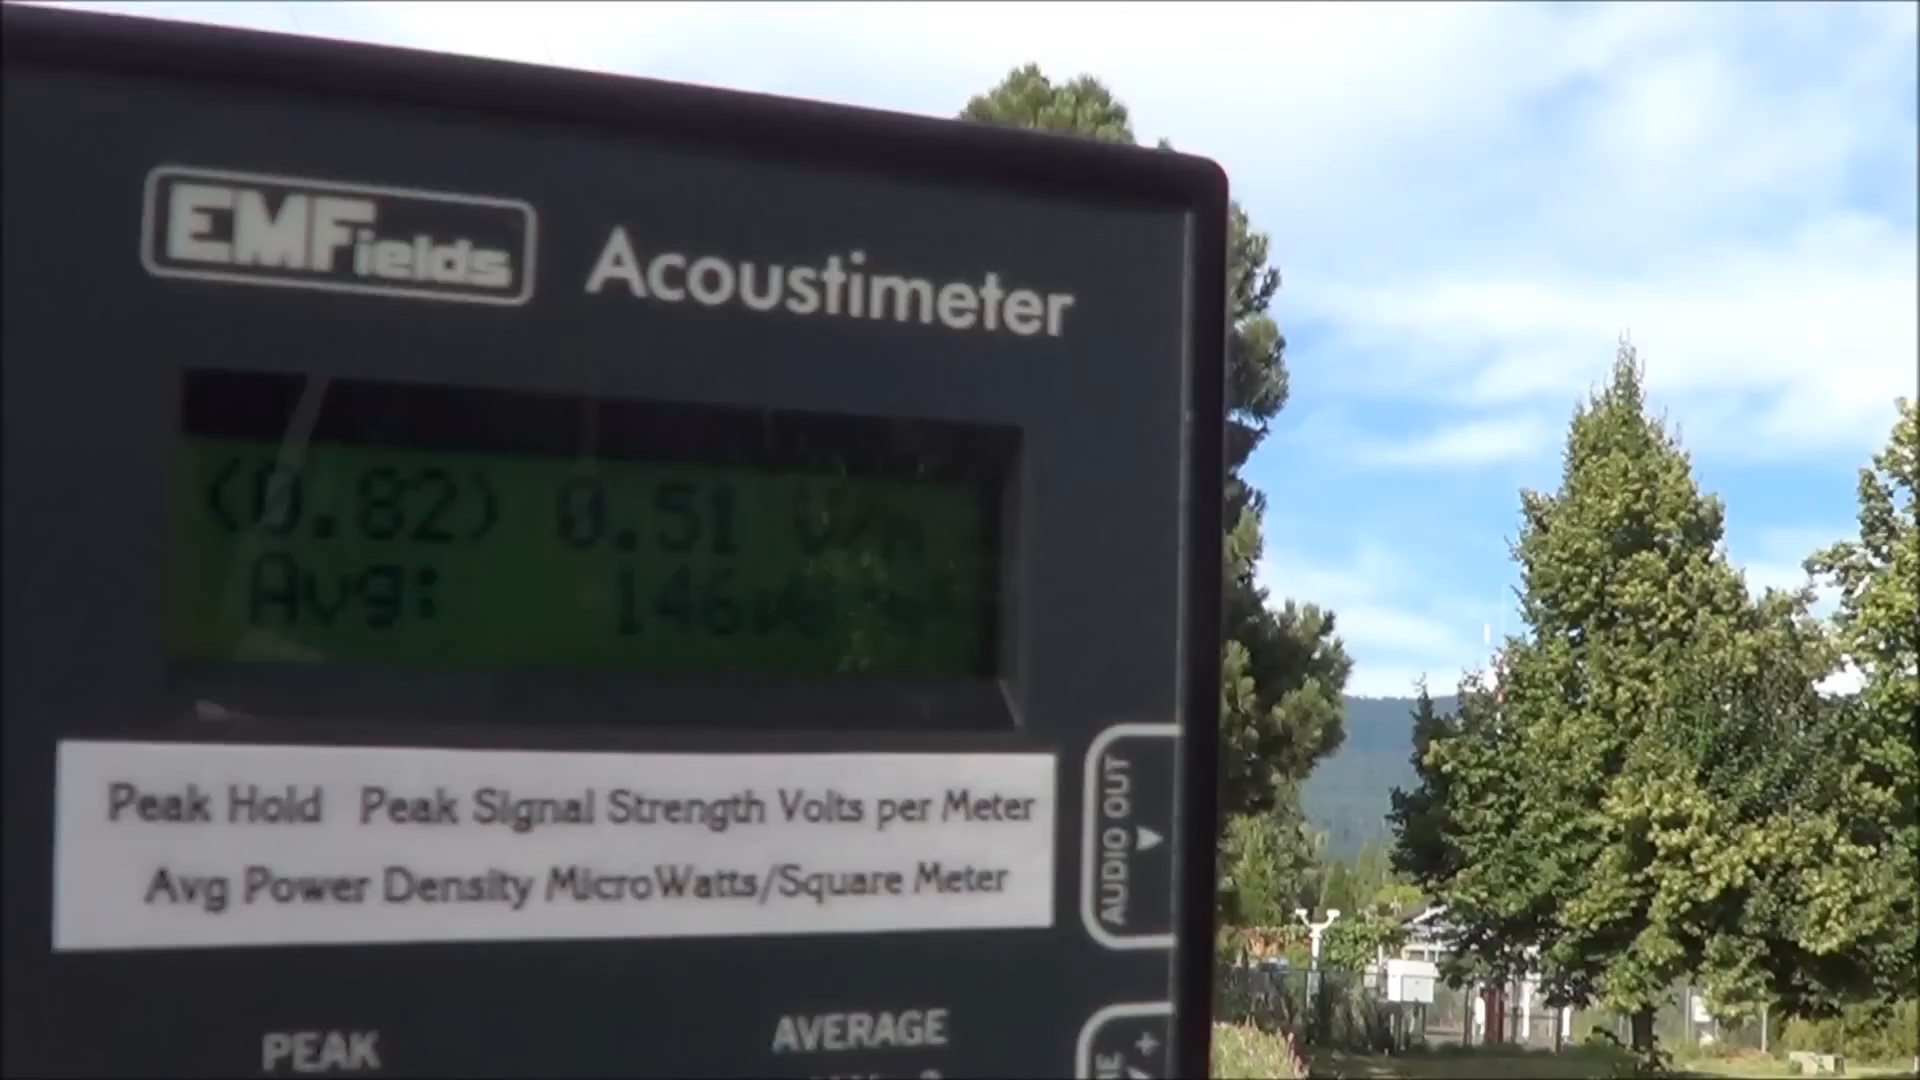 EMFields Acoustimeter
(0.82) 0.51 V/m
Avg: 146
Peak Hold Peak Signal Strength Volts per Meter
Avg Power Density MicroWatts/Square Meter
AUDIO OUT
PEAK
AVERAGE